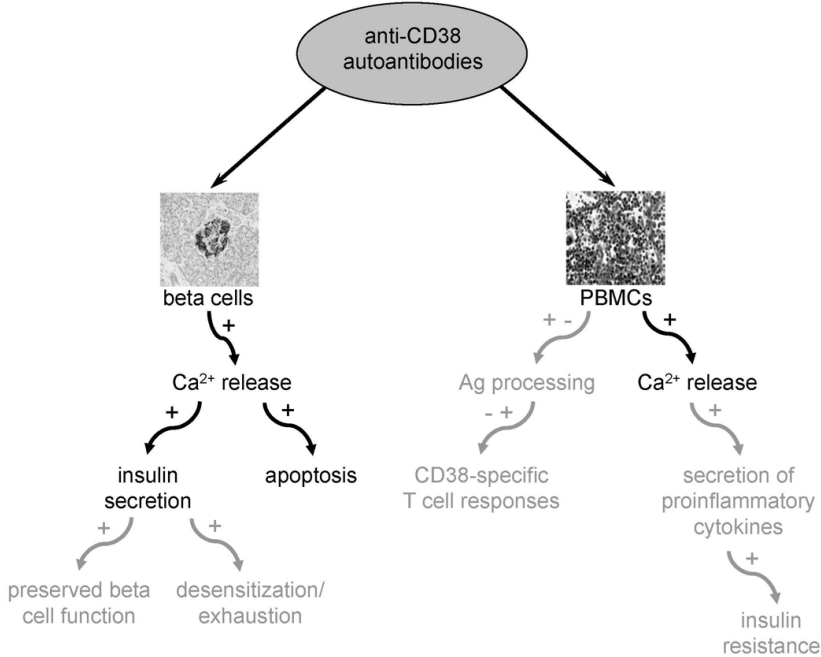 anti-CD38
autoantibodies
beta cells
PBMCs
+
+ -
+
Ca²⁺ release
Ag processing
Ca²⁺ release
+
+
- +
+
insulin
secretion
apoptosis
CD38-specific
T cell responses
secretion of
proinflammatory
cytokines
+
+
+
preserved beta
cell function
desensitization/
exhaustion
insulin
resistance